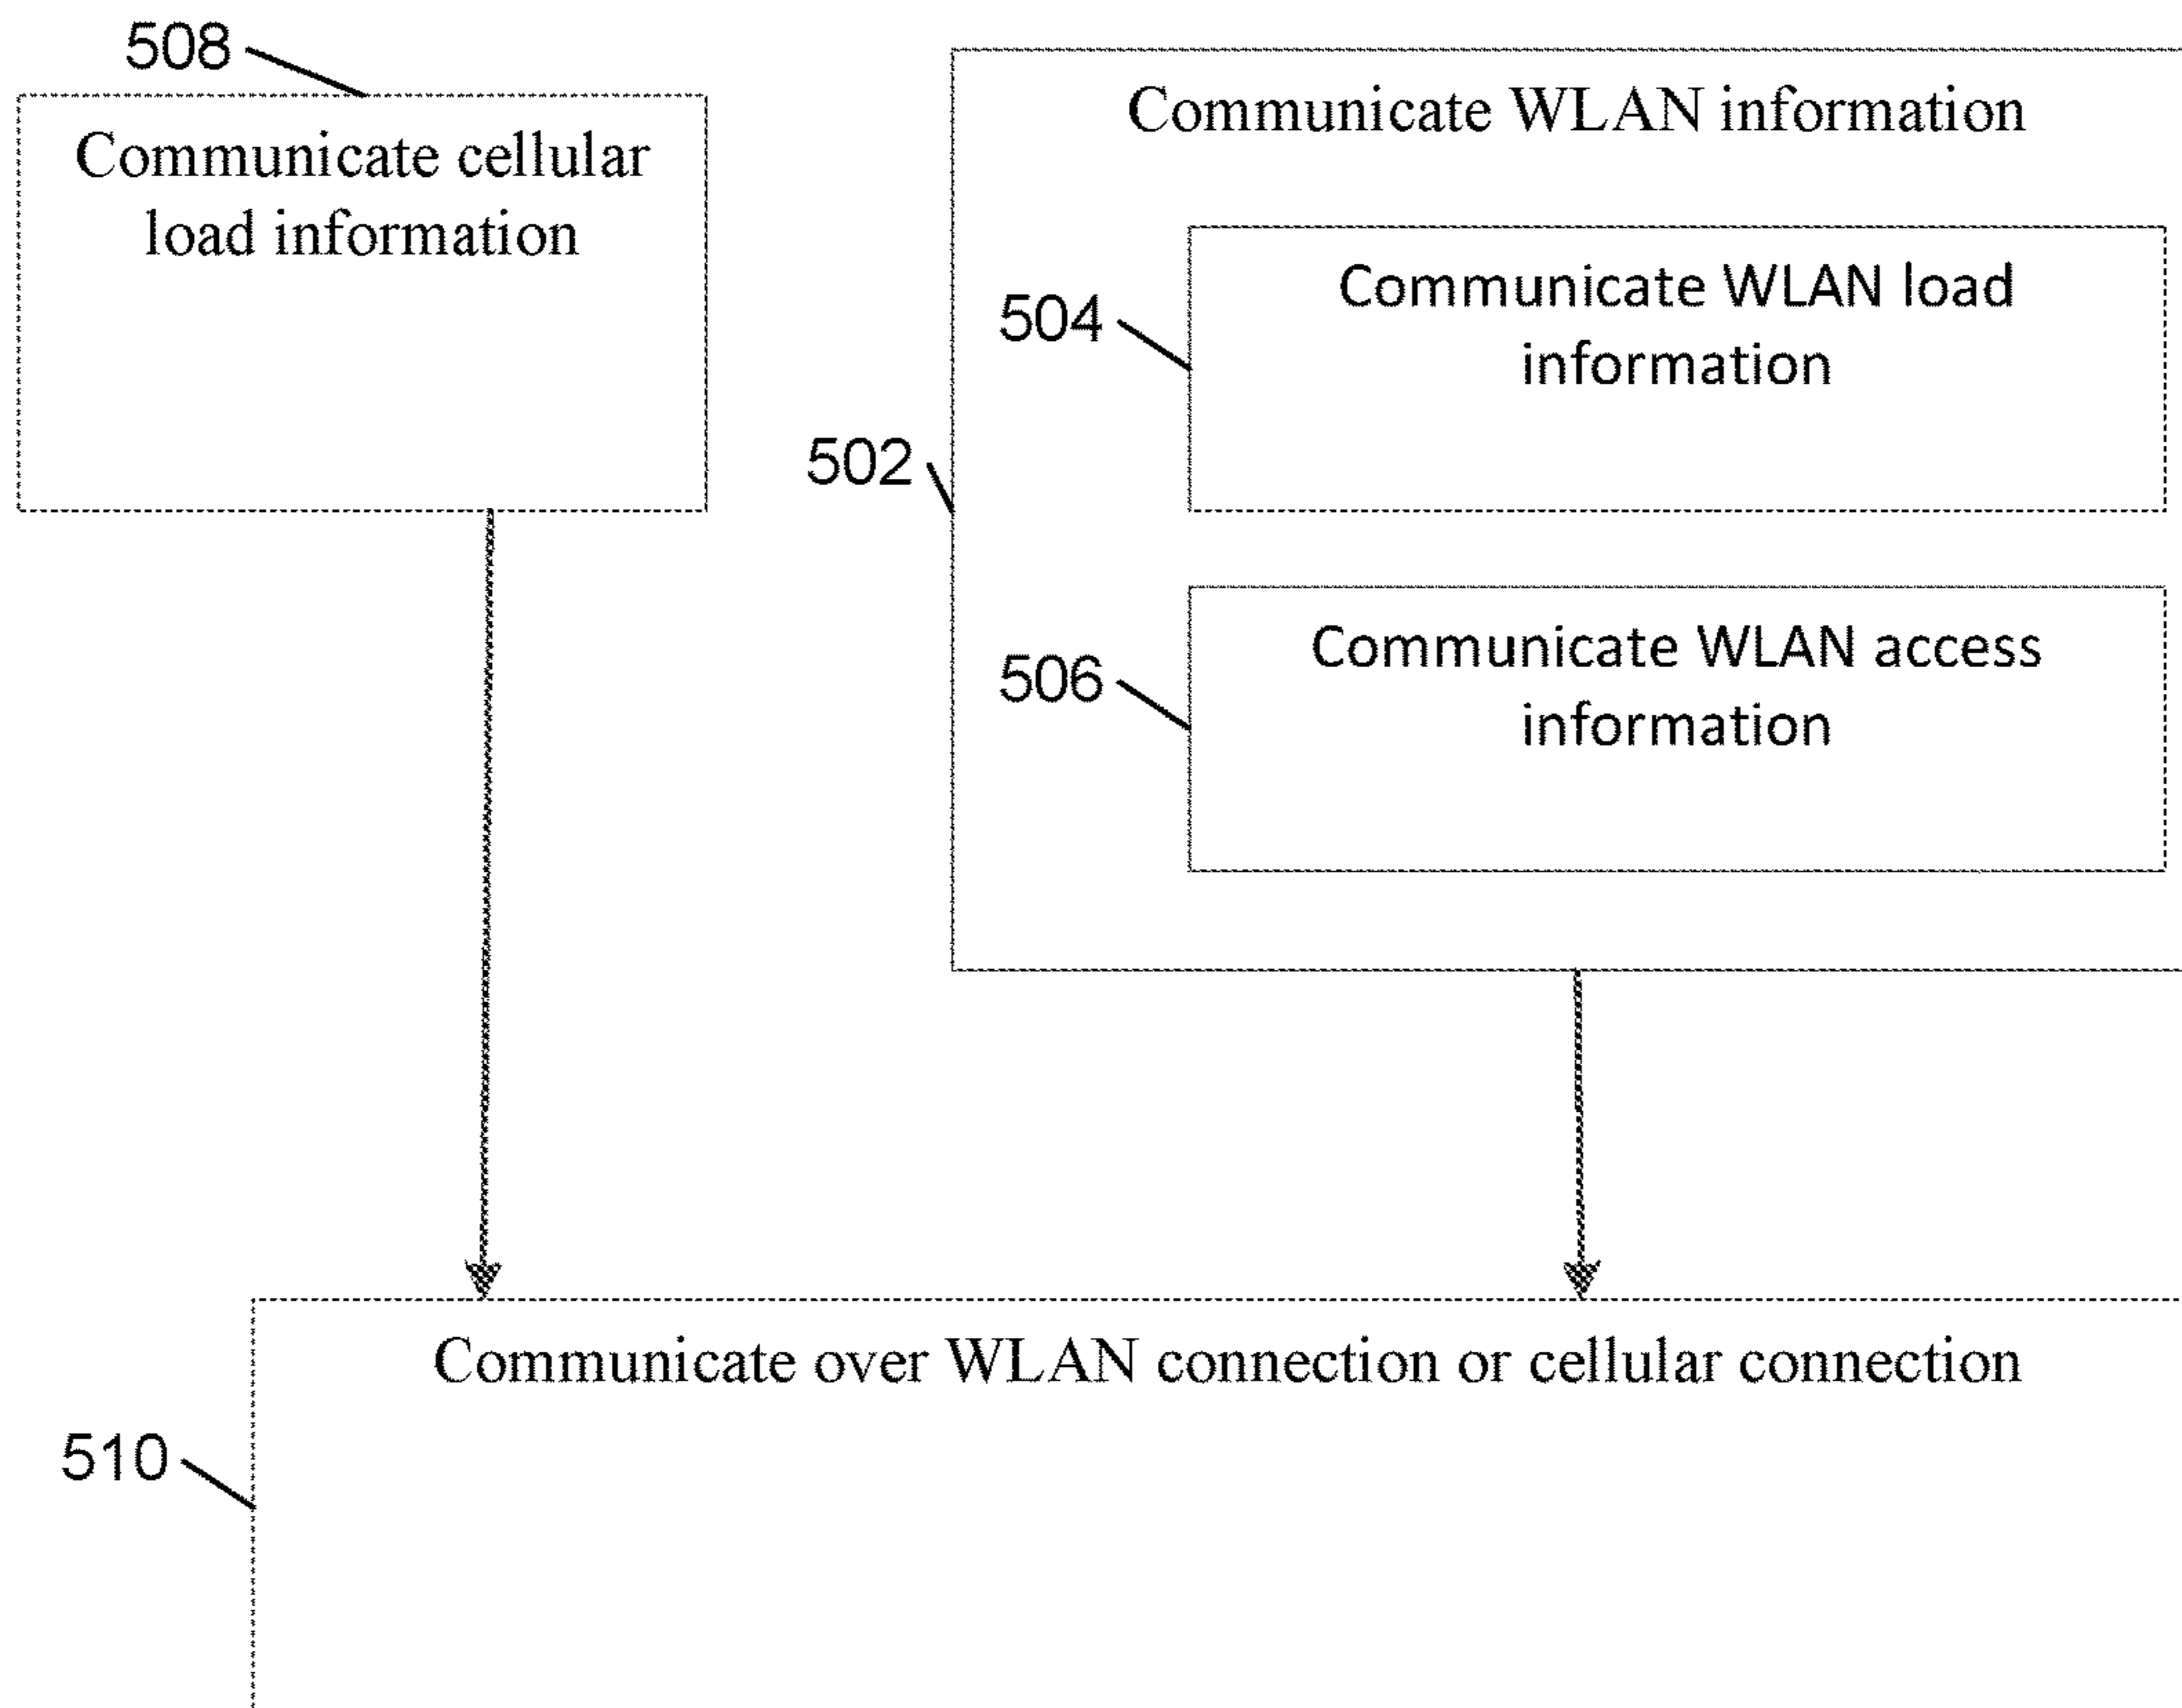 508
Communicate cellular
load information
Communicate WLAN information
504
Communicate WLAN load
information
502
506
Communicate WLAN access
information
Communicate over WLAN connection or cellular connection
510